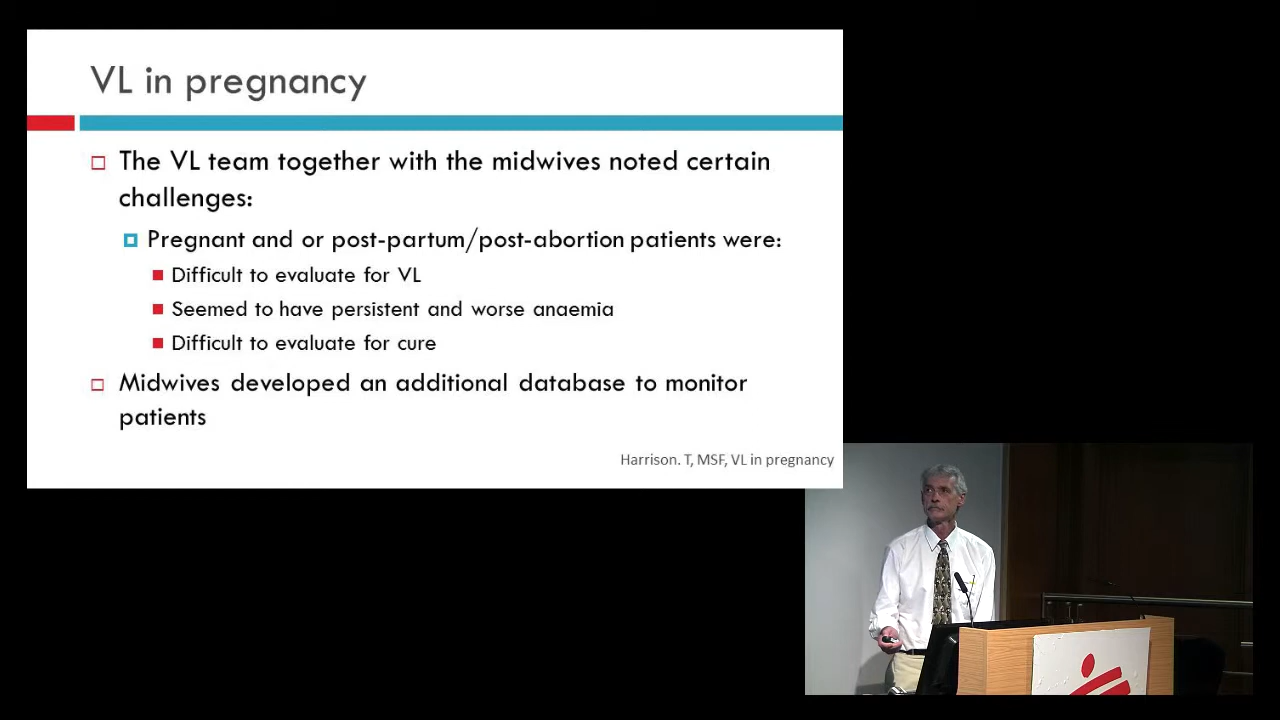 VL in pregnancy
The VL team together with the midwives noted certain
challenges:
Pregnant and or post-partum/post-abortion patients were:
Difficult to evaluate for VL
Seemed to have persistent and worse anaemia
Difficult to evaluate for cure
Midwives developed an additional database to monitor
patients
Harrison. T, MSF, VL in pregnancy